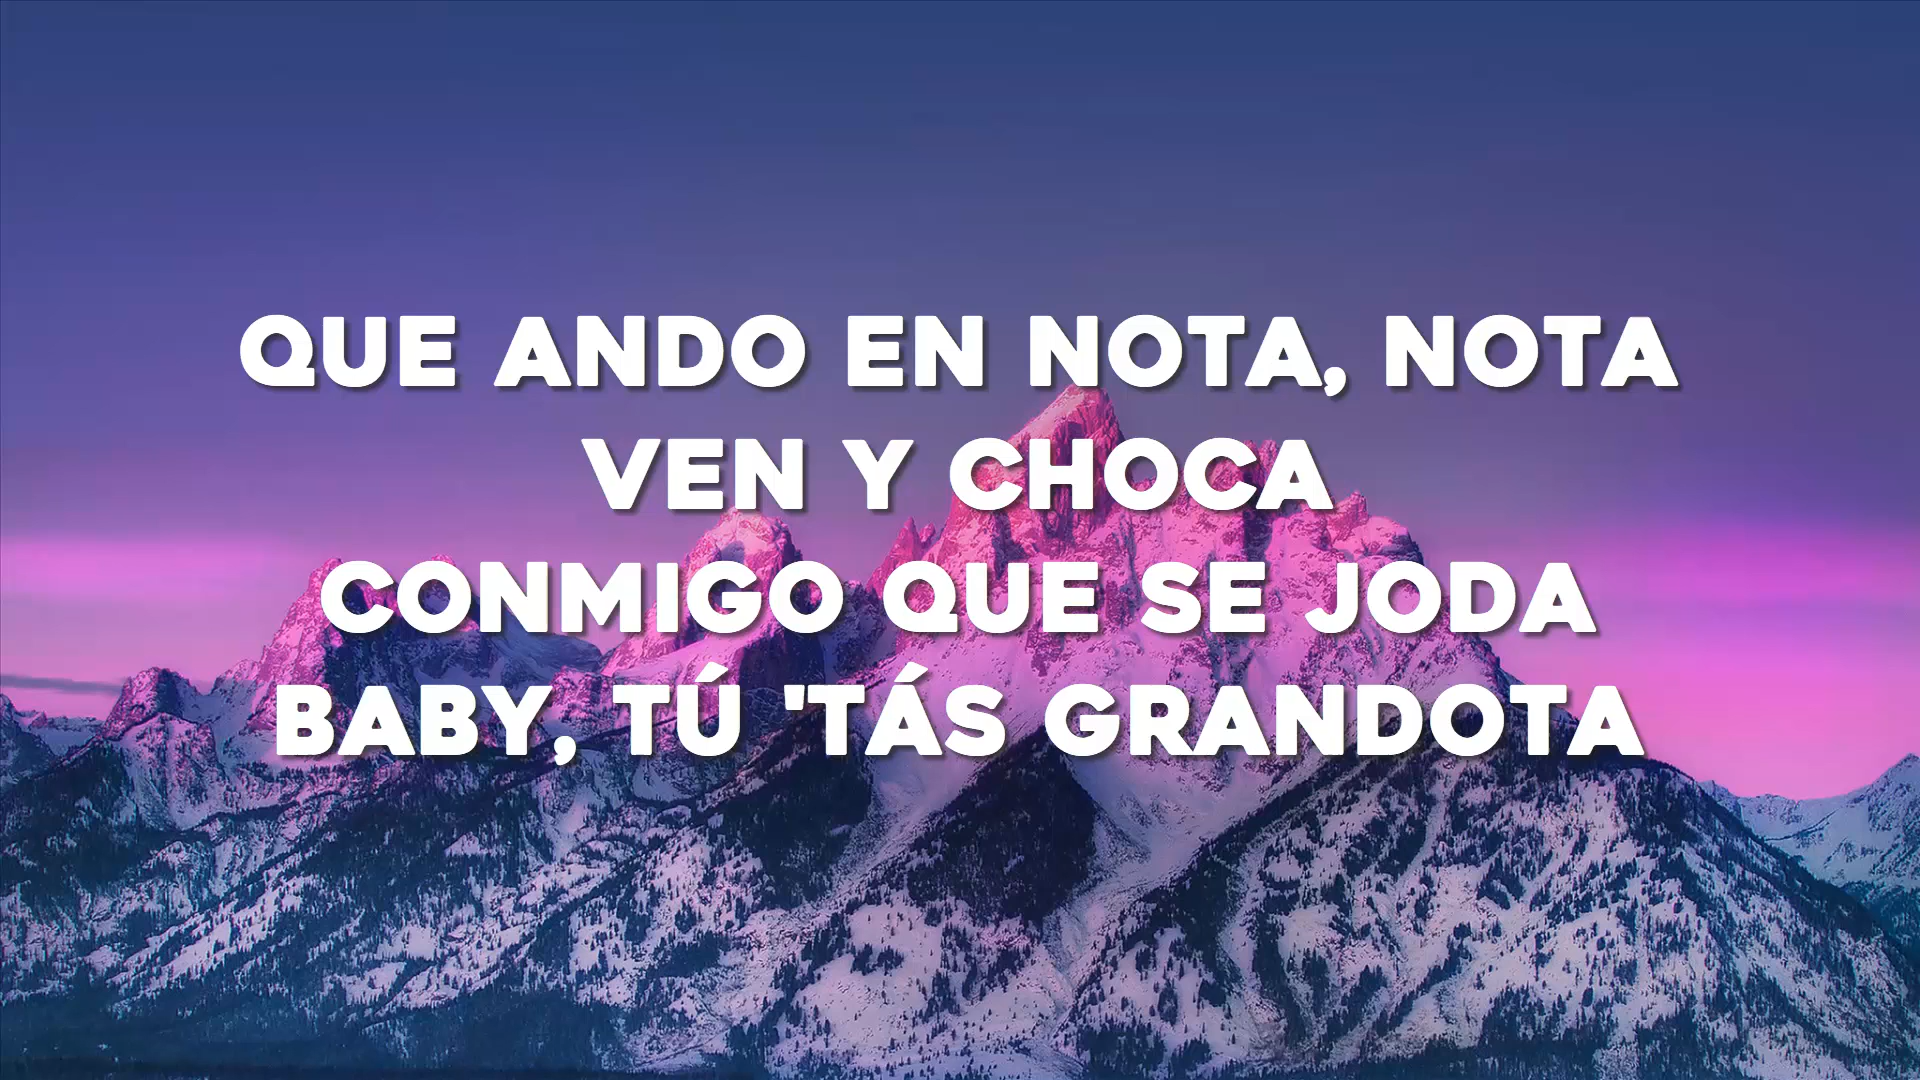 QUE ANDO EN NOTA, NOTA
VEN Y CHOCA
CONMIGO QUE SE JODA
BABY, TÚ 'TÁS GRANDOTA